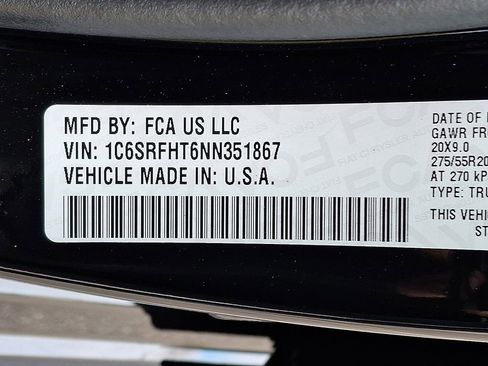 MFD BY: FCA US LLC
VIN: 1C6SRFHT6NN351867
VEHICLE MADE IN: U.S.A.
DATE OF
GAWR FR
20X9.0
275/55R20
AT 270 KP
TYPE: TRU
THIS VEHIC
ST